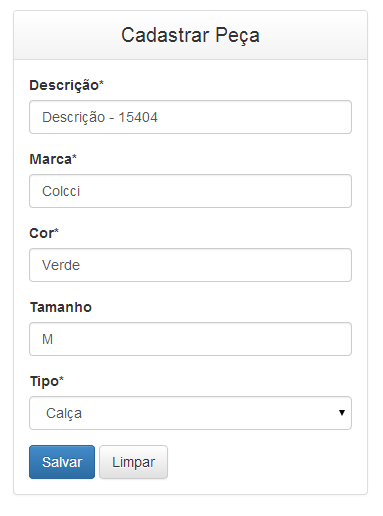 Cadastrar Peça
Descrição*
Descrição - 15404
Marca*
Colcci
Cor*
Verde
Tamanho
M
Tipo*
Calça
Salvar Limpar